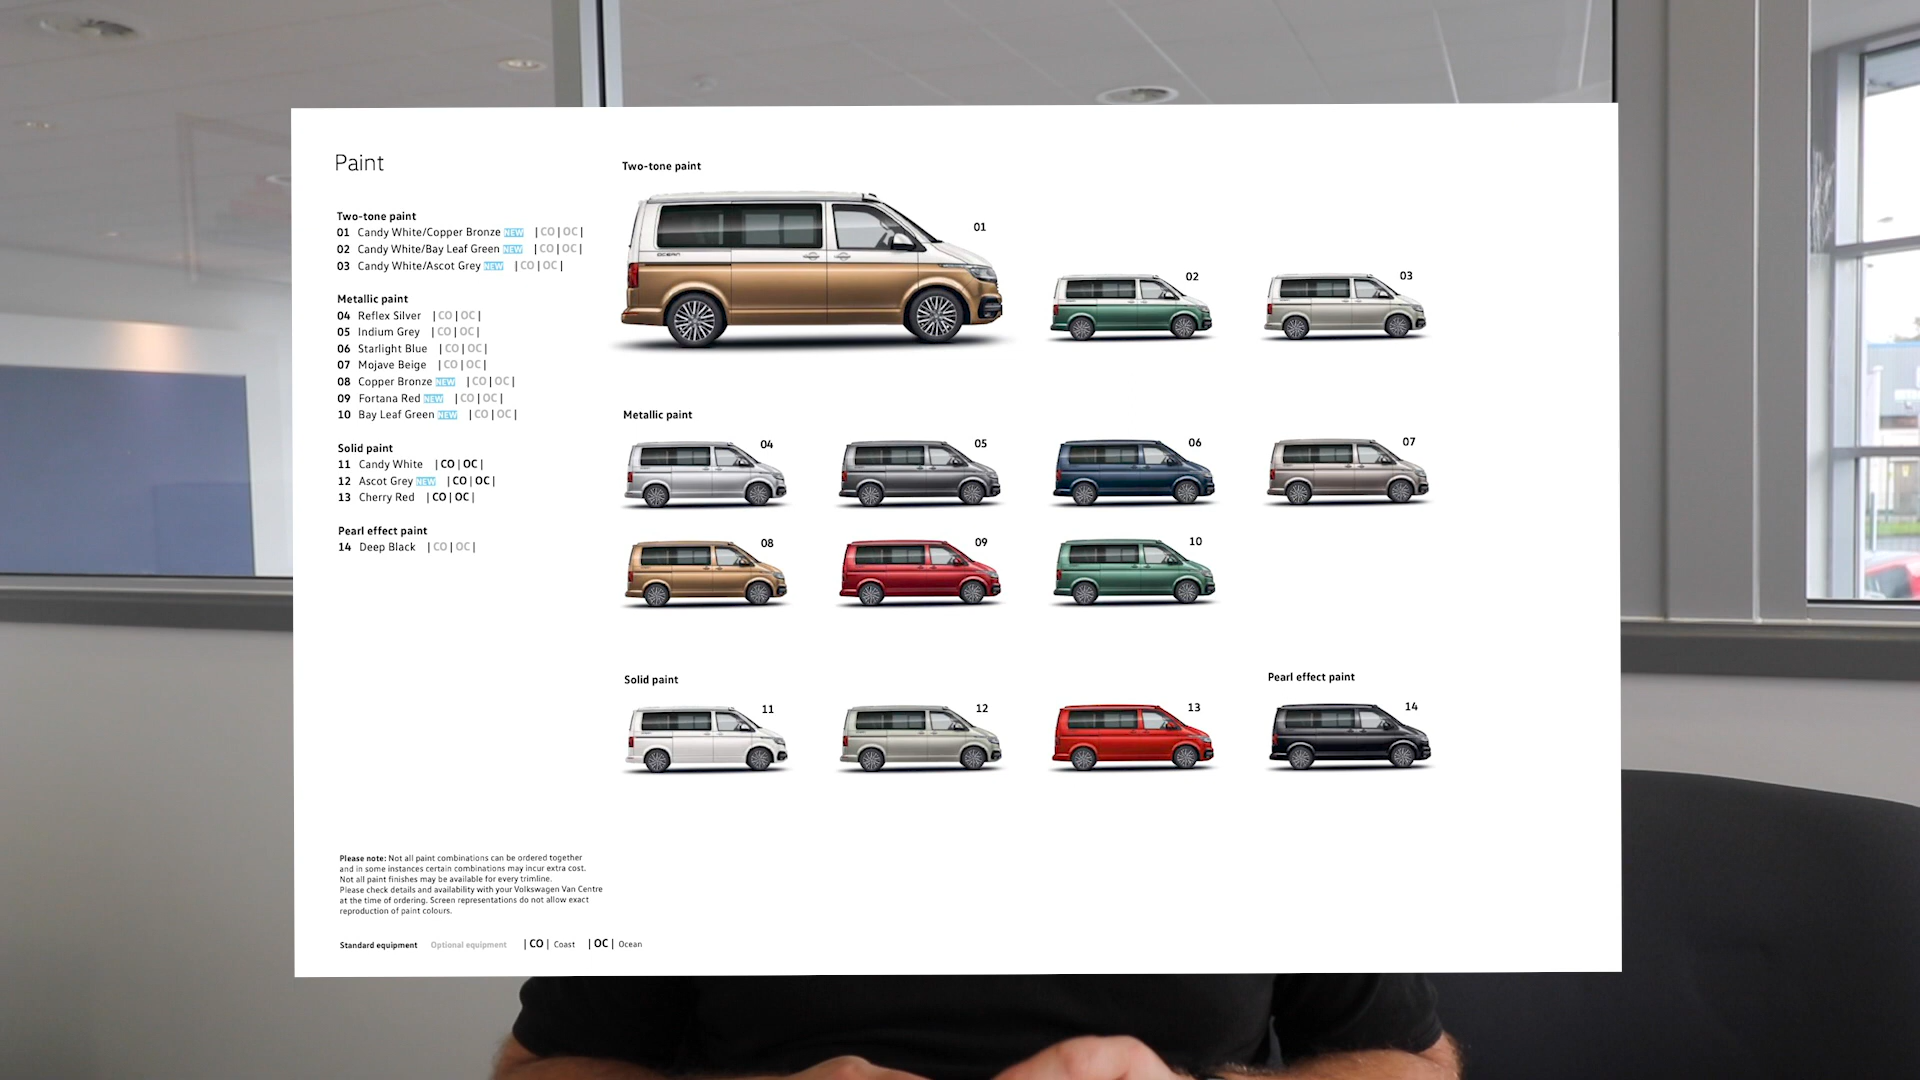 Paint
Two-tone paint
01 Candy White/Copper Bronze NEW | CO | OC |
02 Candy White/Bay Leaf Green NEW | CO | OC |
03 Candy White/Ascot Grey NEW | CO | OC |
Metallic paint
04 Reflex Silver | CO | OC |
05 Indium Grey | CO | OC |
06 Starlight Blue | CO | OC |
07 Mojave Beige | CO | OC |
08 Copper Bronze NEW | CO | OC |
09 Fortana Red NEW | CO | OC |
10 Bay Leaf Green NEW | CO | OC |
Solid paint
11 Candy White | CO | OC |
12 Ascot Grey NEW | CO | OC |
13 Cherry Red | CO | OC |
Pearl effect paint
14 Deep Black | CO | OC |
Please note: Not all paint combinations can be ordered together
and in some instances certain combinations may incur extra cost.
Not all paint finishes may be available for every trimline.
Please check details and availability with your Volkswagen Van Centre
at the time of ordering. Screen representations do not allow exact
reproduction of paint colours.
Standard equipment Optional equipment | CO | Coast | OC | Ocean
Two-tone paint
01
OCEAN
02
03
Metallic paint
04
05
06
07
08
09
10
Solid paint
Pearl effect paint
11
12
13
14